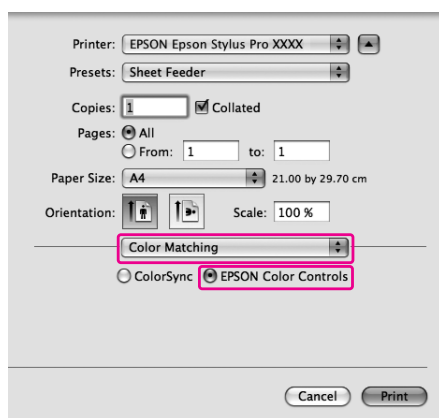 Printer: EPSON Epson Stylus Pro XXXX
Presets: Sheet Feeder
Copies: 1 Collated
Pages: All
From: 1 to: 1
Paper Size: A4 21.00 by 29.70 cm
Orientation: Scale: 100 %
Color Matching
ColorSync EPSON Color Controls
Cancel Print